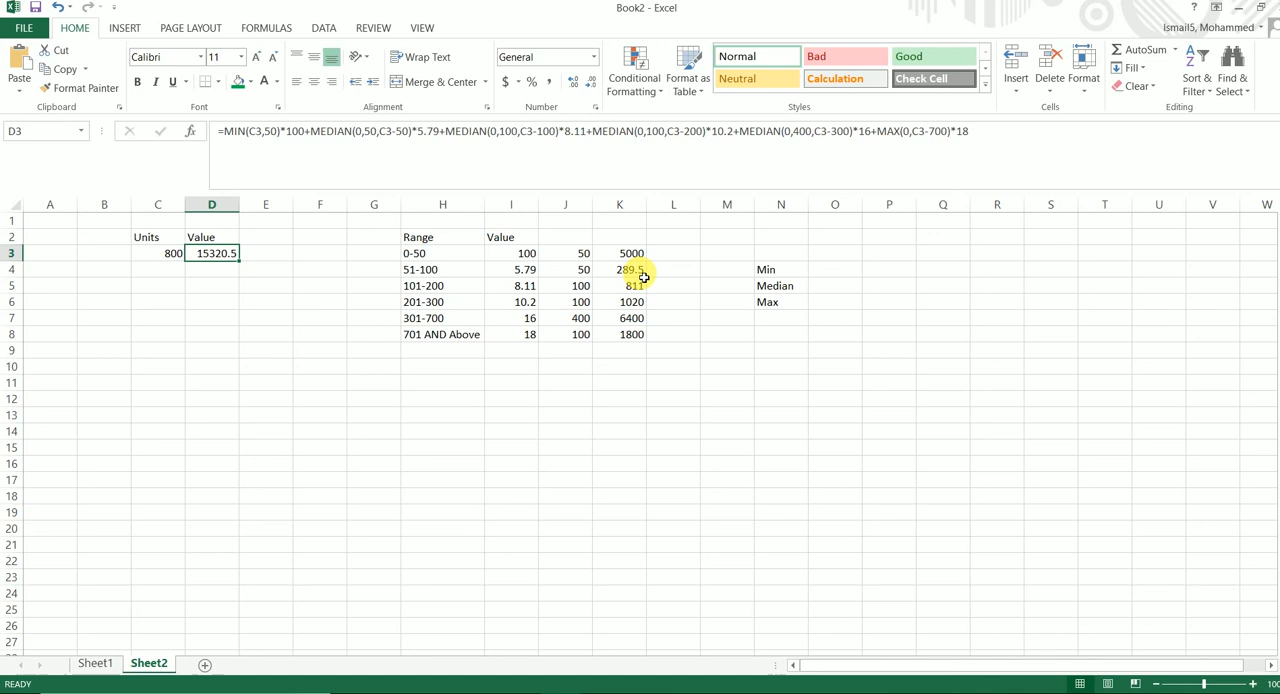 Book2 - Excel
?
Ismail5, Mohammed
FILE HOME INSERT PAGE LAYOUT FORMULAS DATA REVIEW VIEW
Paste
Cut
Copy
Format Painter
Clipboard
Calibri 11
B I U
Font
Wrap Text
Merge & Center
Alignment
General
$ % ,
Number
Conditional Formatting
Format as Table
Normal Bad Good
Neutral Calculation Check Cell
Styles
Insert Delete Format
Cells
AutoSum
Fill
Clear
Sort & Filter
Find & Select
Editing
D3 fx =MIN(C3,50)*100+MEDIAN(0,50,C3-50)*5.79+MEDIAN(0,100,C3-100)*8.11+MEDIAN(0,100,C3-200)*10.2+MEDIAN(0,400,C3-300)*16+MAX(0,C3-700)*18
A B C D E F G H I J K L M N O P Q R S T U V W
1
2 Units Value Range Value
3 800 15320.5 0-50 100 50 5000
4 51-100 5.79 50 289.5 Min
5 101-200 8.11 100 811 Median
6 201-300 10.2 100 1020 Max
7 301-700 16 400 6400
8 701 AND Above 18 100 1800
9
10
11
12
13
14
15
16
17
18
19
20
21
22
23
24
25
26
27
Sheet1 Sheet2
READY